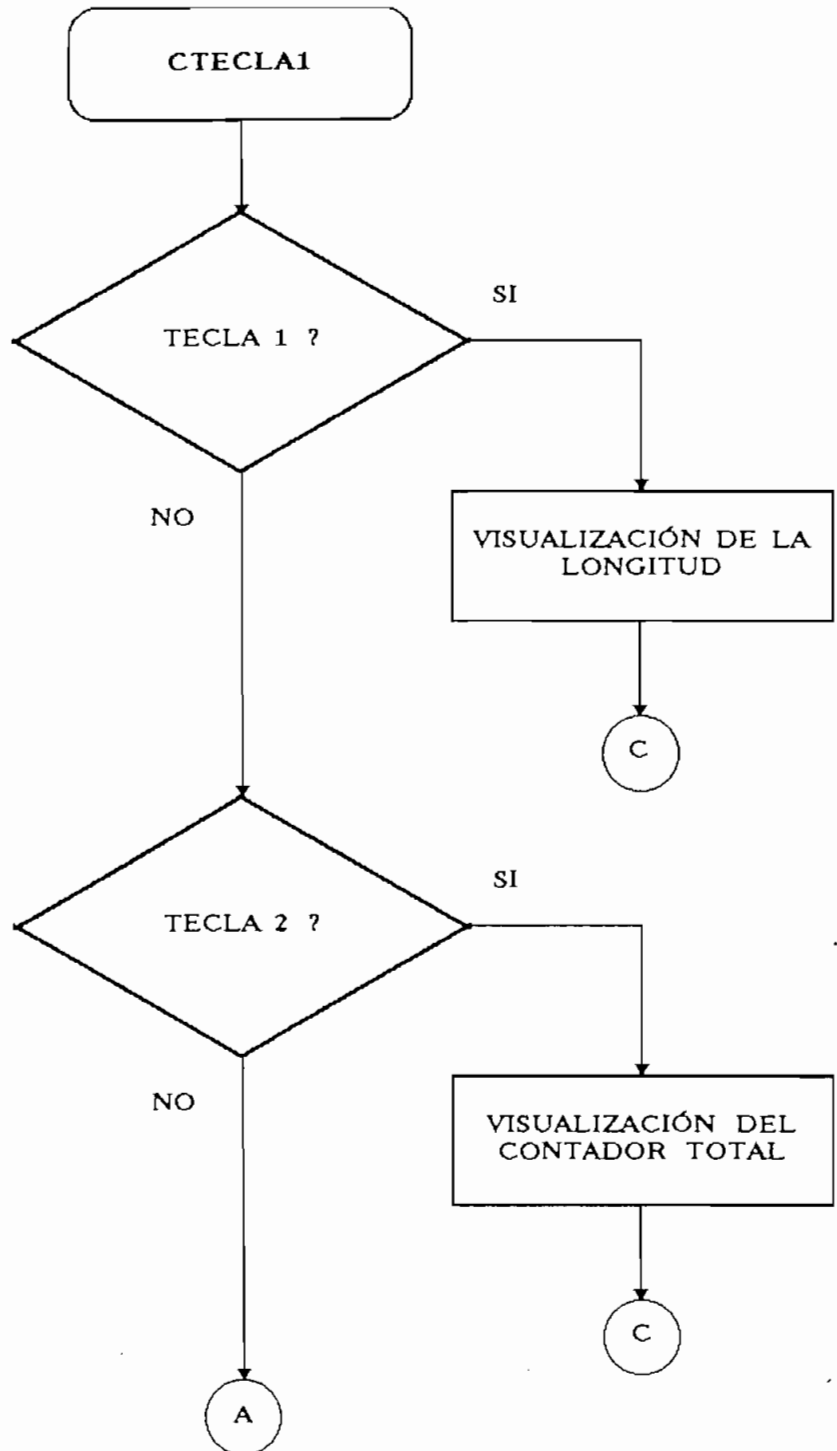 CTECLA1
TECLA 1 ?
SI
NO
VISUALIZACIÓN DE LA
LONGITUD
C
TECLA 2 ?
SI
NO
VISUALIZACIÓN DEL
CONTADOR TOTAL
C
A